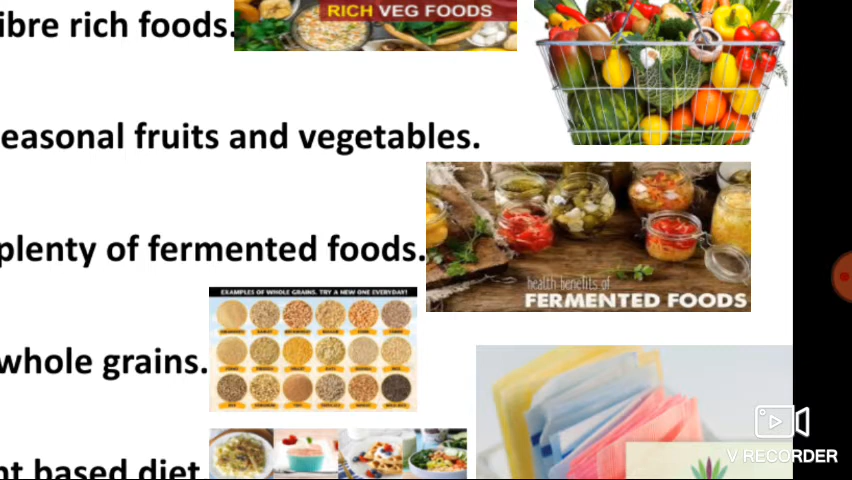 ibre rich foods.
RICH VEG FOODS
easonal fruits and vegetables.
plenty of fermented foods.
health benefits of
FERMENTED FOODS
EXAMPLES OF WHOLE GRAINS. TRY A NEW ONE EVERYDAY!
whole grains.
nt based diet
V RECORDER